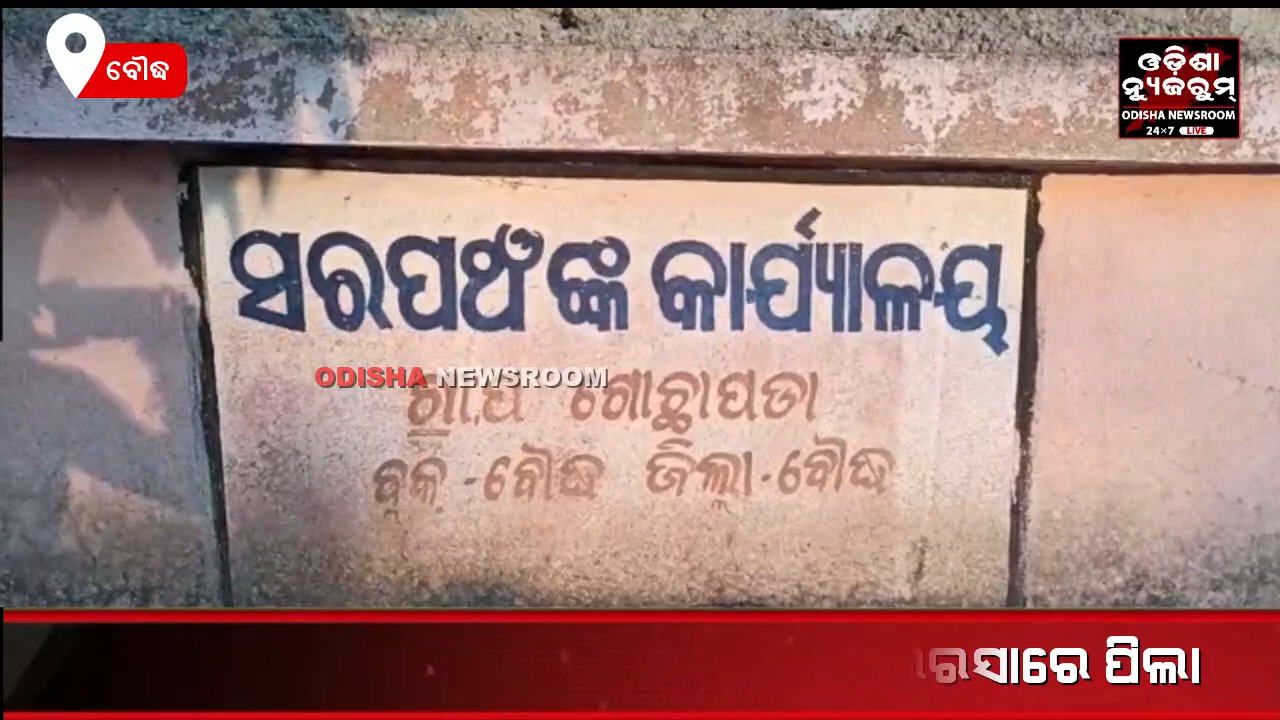 ବୌଦ୍ଧ
ଓଡ଼ିଶା
ନ୍ୟୁଜରୁମ୍
ODISHA NEWSROOM
24×7 LIVE
ସରପଞ୍ଚଙ୍କ କାର୍ଯ୍ୟାଳୟ
ODISHA NEWSROOM
ଗ୍ରା.ପ ଗୋଛାପଡା
ବ୍ଲକ୍ -ବୌଦ୍ଧ ଜିଲ୍ଲା-ବୌଦ୍ଧ
ପିଲା